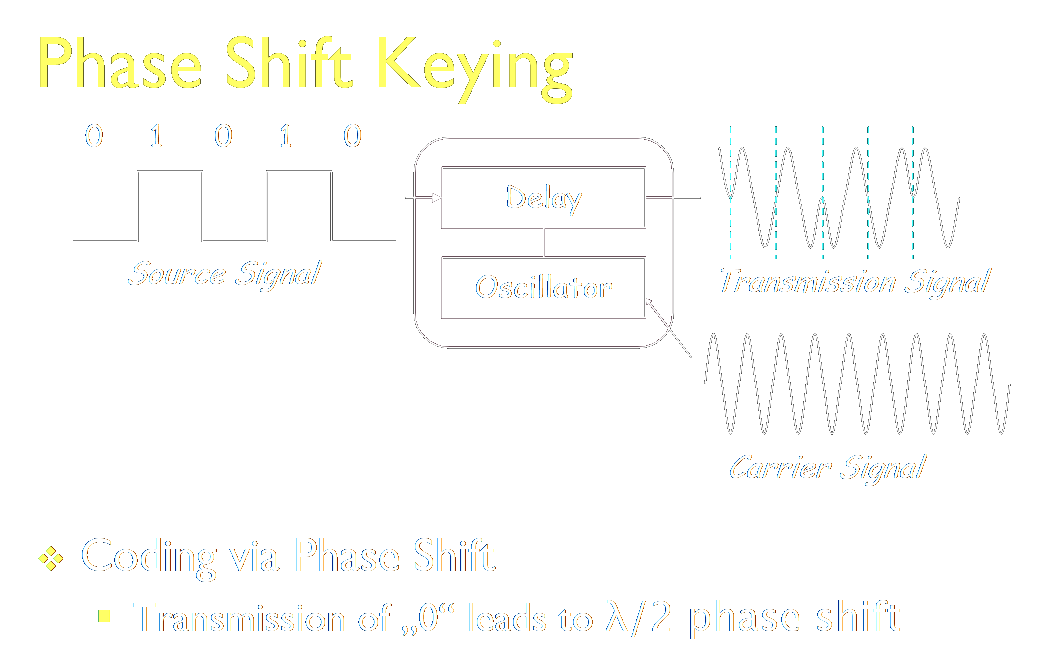 Phase Shift Keying
0 1 0 1 0
Delay
Source Signal
Oscillator
Transmission Signal
Carrier Signal
Coding via Phase Shift
Transmission of „0“ leads to λ/2 phase shift